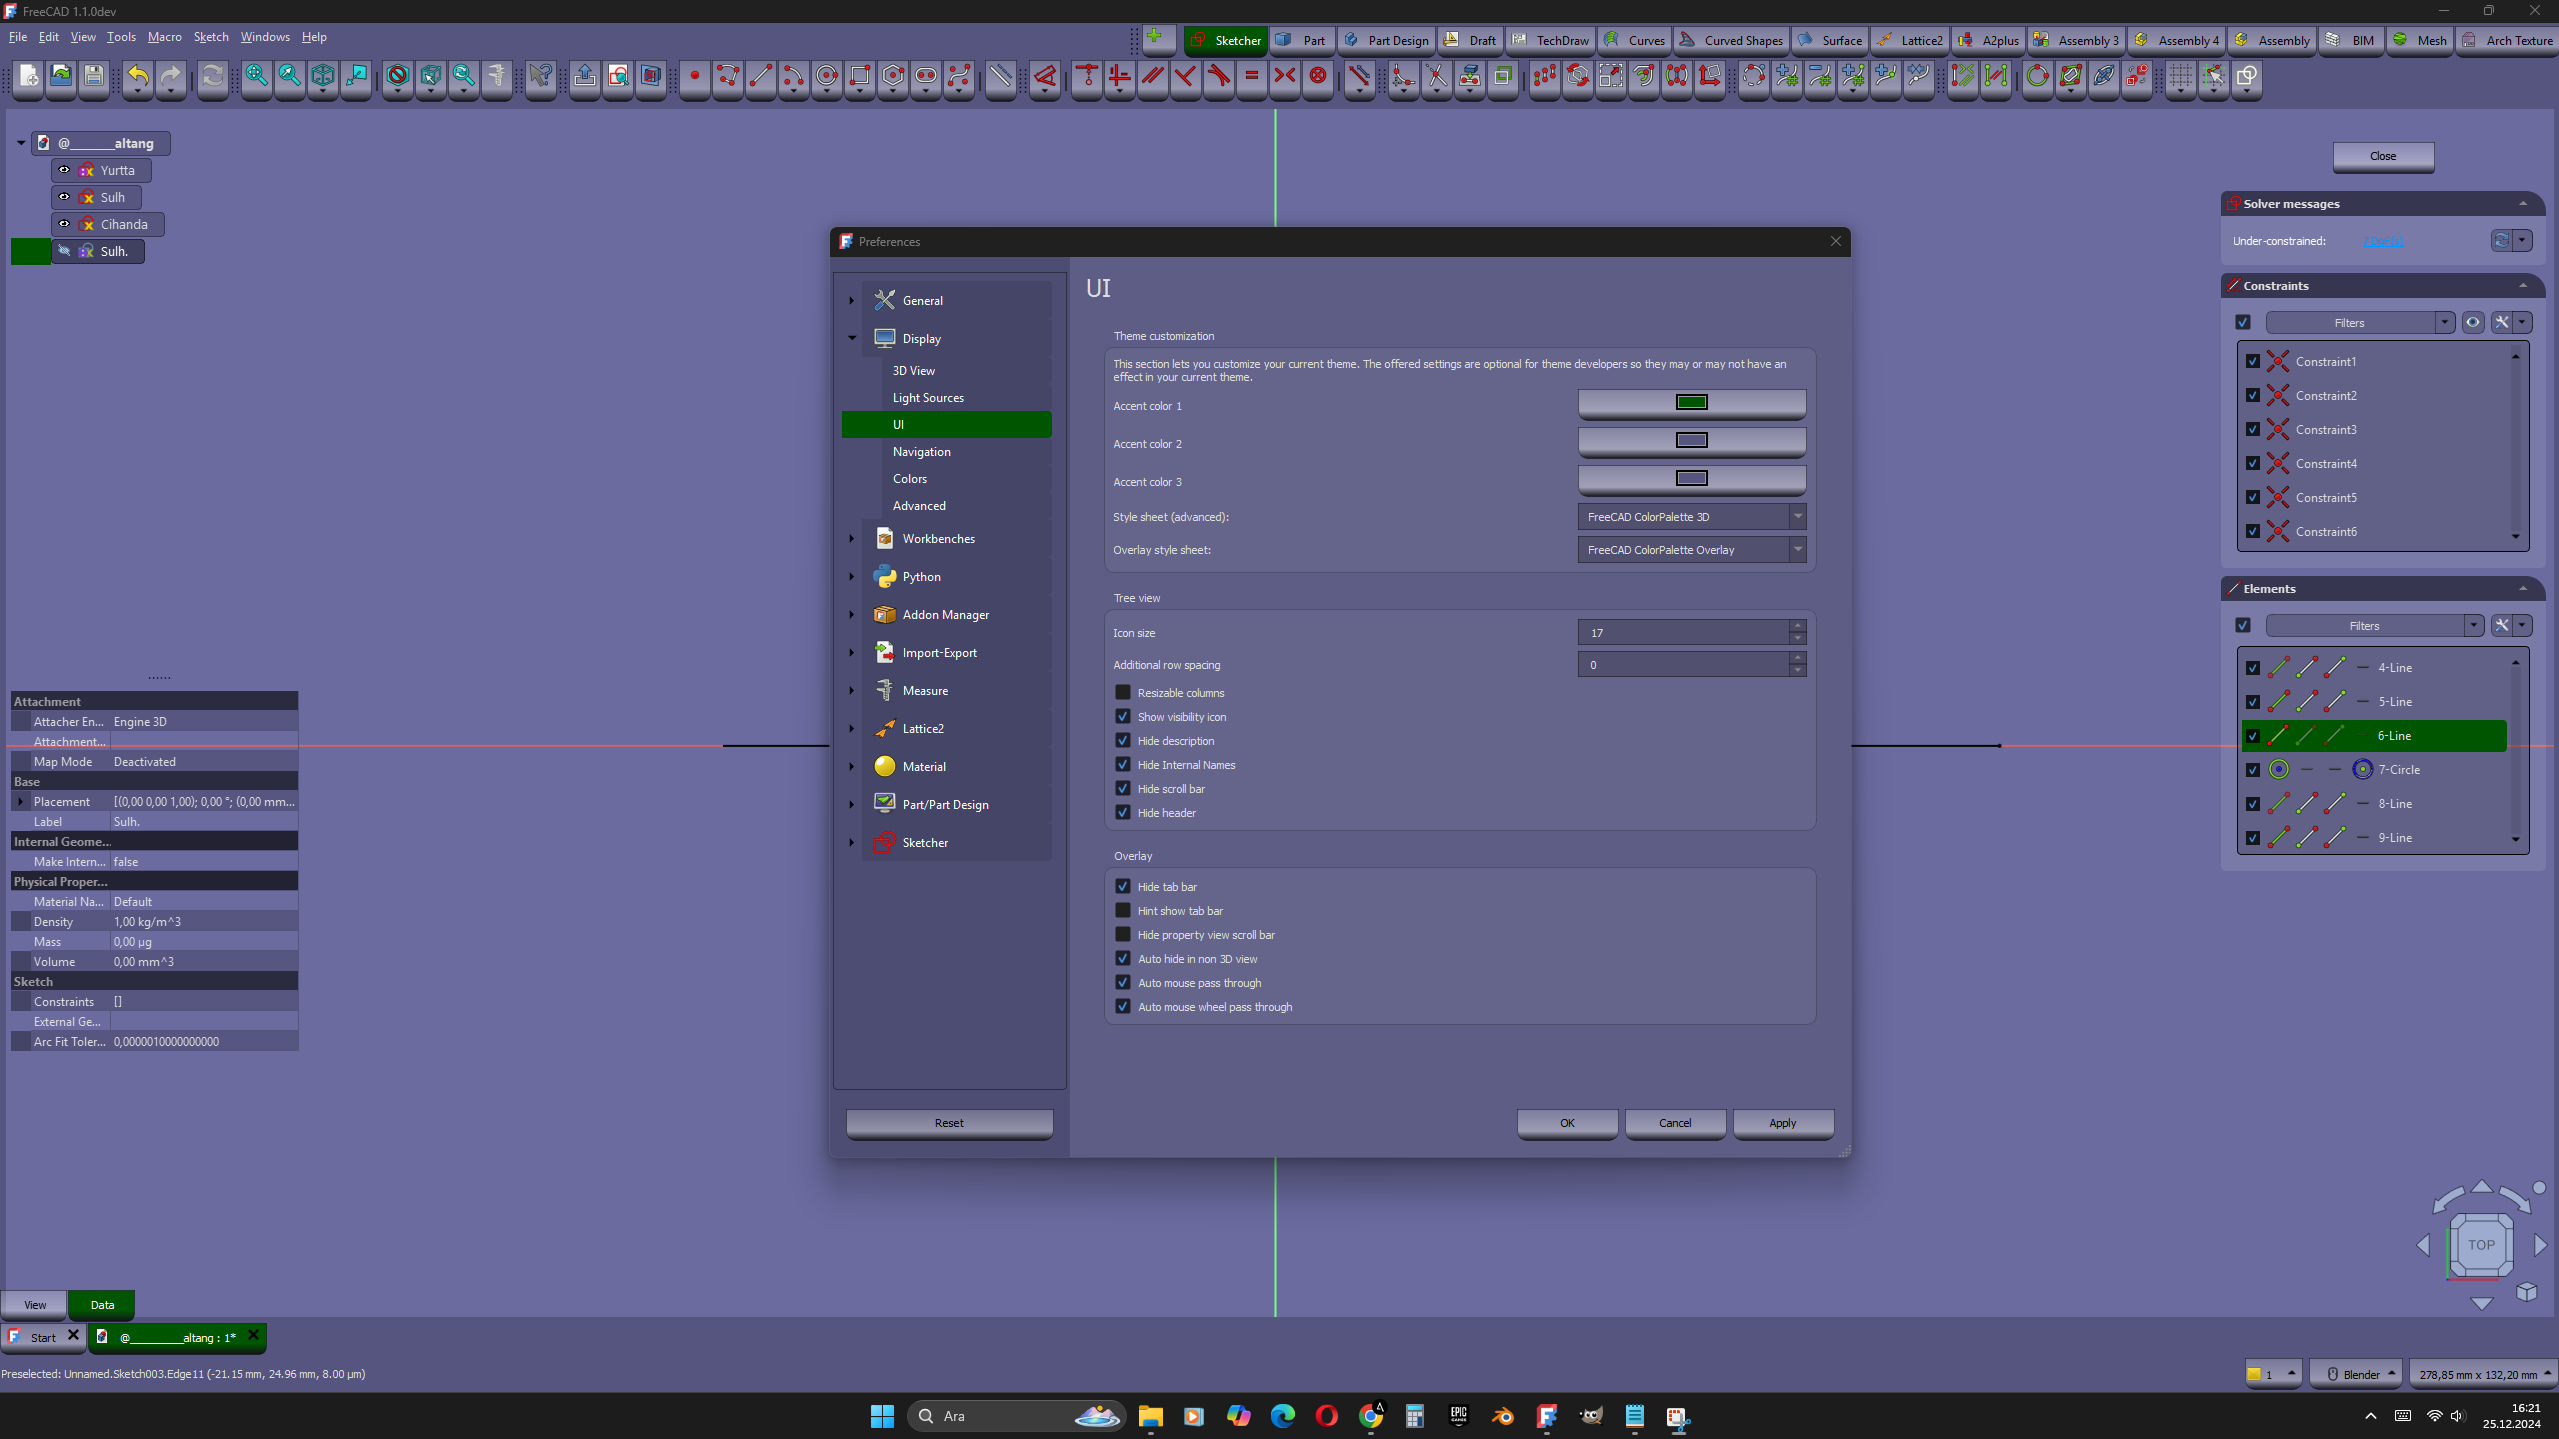 FreeCAD 1.1.0dev
File Edit View Tools Macro Sketch Windows Help
Sketcher Part Part Design Draft TechDraw Curves Curved Shapes Surface Lattice2 A2plus Assembly 3 Assembly 4 Assembly BIM Mesh Arch Texture
@______altang
Yurtta
Sulh
Cihanda
Sulh.
Close
Solver messages
Under-constrained:
Constraints
Filters
Constraint1
Constraint2
Constraint3
Constraint4
Constraint5
Constraint6
Elements
Filters
4-Line
5-Line
6-Line
7-Circle
8-Line
9-Line
Preferences
General
Display
3D View
Light Sources
UI
Navigation
Colors
Advanced
Workbenches
Python
Addon Manager
Import-Export
Measure
Lattice2
Material
Part/Part Design
Sketcher
Reset
UI
Theme customization
This section lets you customize your current theme. The offered settings are optional for theme developers so they may or may not have an
effect in your current theme.
Accent color 1
Accent color 2
Accent color 3
Style sheet (advanced): FreeCAD ColorPalette 3D
Overlay style sheet: FreeCAD ColorPalette Overlay
Tree view
Icon size 17
Additional row spacing 0
Resizable columns
Show visibility icon
Hide description
Hide Internal Names
Hide scroll bar
Hide header
Overlay
Hide tab bar
Hint show tab bar
Hide property view scroll bar
Auto hide in non 3D view
Auto mouse pass through
Auto mouse wheel pass through
OK Cancel Apply
Attachment
Attacher En... Engine 3D
Attachment...
Map Mode Deactivated
Base
Placement [(0,00 0,00 1,00); 0,00 °; (0,00 mm...
Label Sulh.
Internal Geome...
Make Intern... false
Physical Proper...
Material Na... Default
Density 1,00 kg/m^3
Mass 0,00 µg
Volume 0,00 mm^3
Sketch
Constraints []
External Ge...
Arc Fit Toler... 0,0000010000000000
TOP
View Data
Start @________altang : 1*
Preselected: Unnamed.Sketch003.Edge11 (-21.15 mm, 24.96 mm, 8.00 µm)
1 Blender 278,85 mm x 132,20 mm
Ara
EPIC GAMES
16:21
25.12.2024